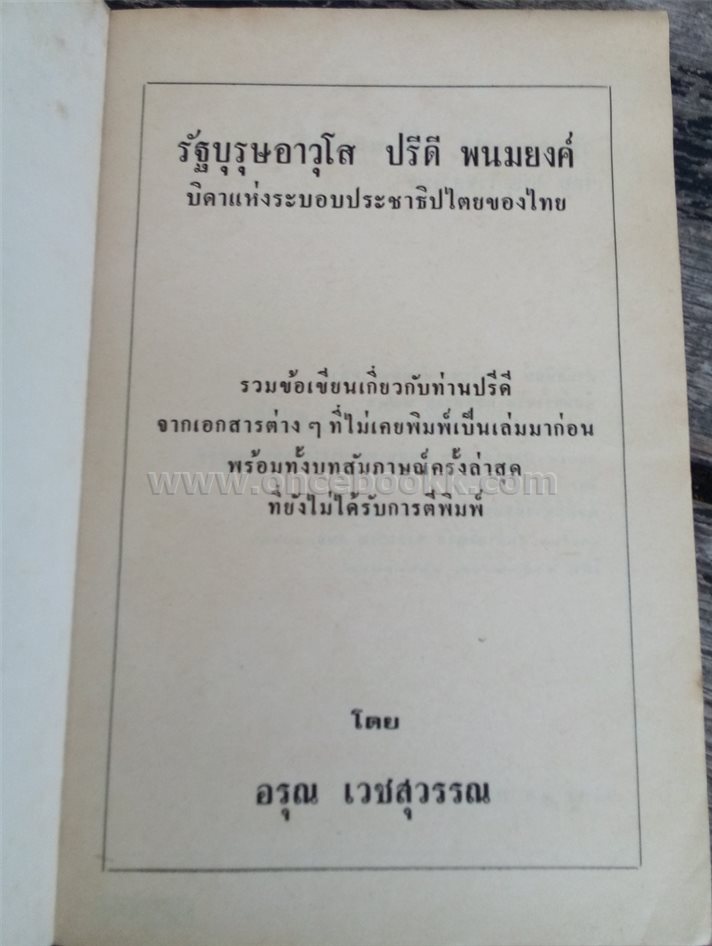 รัฐบุรุษอาวุโส ปรีดี พนมยงค์
บิดาแห่งระบอบประชาธิปไตยของไทย
รวมข้อเขียนเกี่ยวกับท่านปรีดี
จากเอกสารต่าง ๆ ที่ไม่เคยพิมพ์เป็นเล่มมาก่อน
พร้อมทั้งบทสัมภาษณ์ครั้งล่าสุด
www.oncebookk.com
ที่ยังไม่ได้รับการตีพิมพ์
โดย
อรุณ เวชสุวรรณ